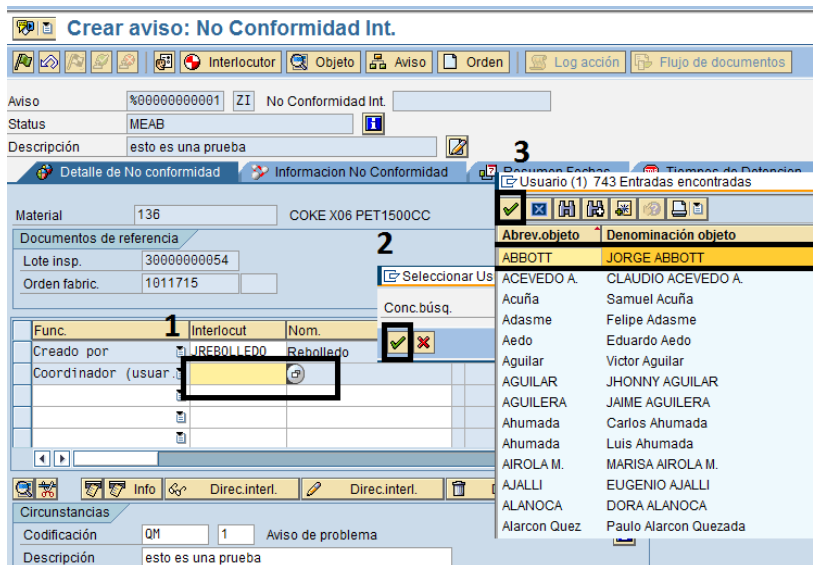 Crear aviso: No Conformidad Int.
Interlocutor Objeto Aviso Orden Log acción Flujo de documentos
Aviso %00000000001 ZI No Conformidad Int.
Status MEAB
Descripción esto es una prueba
3
Detalle de No conformidad Informacion No Conformidad Resumen Fechas Tiempos de Detencion
Usuario (1) 743 Entradas encontradas
Material 136 COKE X06 PET1500CC
Documentos de referencia
Lote insp. 30000000054
Orden fabric. 1011715
2
Seleccionar Us
Conc.búsq.
1
Func. Interlocut Nom.
Creado por JREBOLLEDO Rebolledo
Coordinador (usuar.
Abrev.objeto Denominación objeto
ABBOTT JORGE ABBOTT
ACEVEDO A. CLAUDIO ACEVEDO A.
Acuña Samuel Acuña
Adasme Felipe Adasme
Aedo Eduardo Aedo
Aguilar Victor Aguilar
AGUILAR JHONNY AGUILAR
AGUILERA JAIME AGUILERA
Ahumada Carlos Ahumada
Ahumada Luis Ahumada
AIROLA M. MARISA AIROLA M.
AJALLI EUGENIO AJALLI
ALANOCA DORA ALANOCA
Alarcon Quez Paulo Alarcon Quezada
Info Direc.interl. Direc.interl.
Circunstancias
Codificación QM 1 Aviso de problema
Descripción esto es una prueba